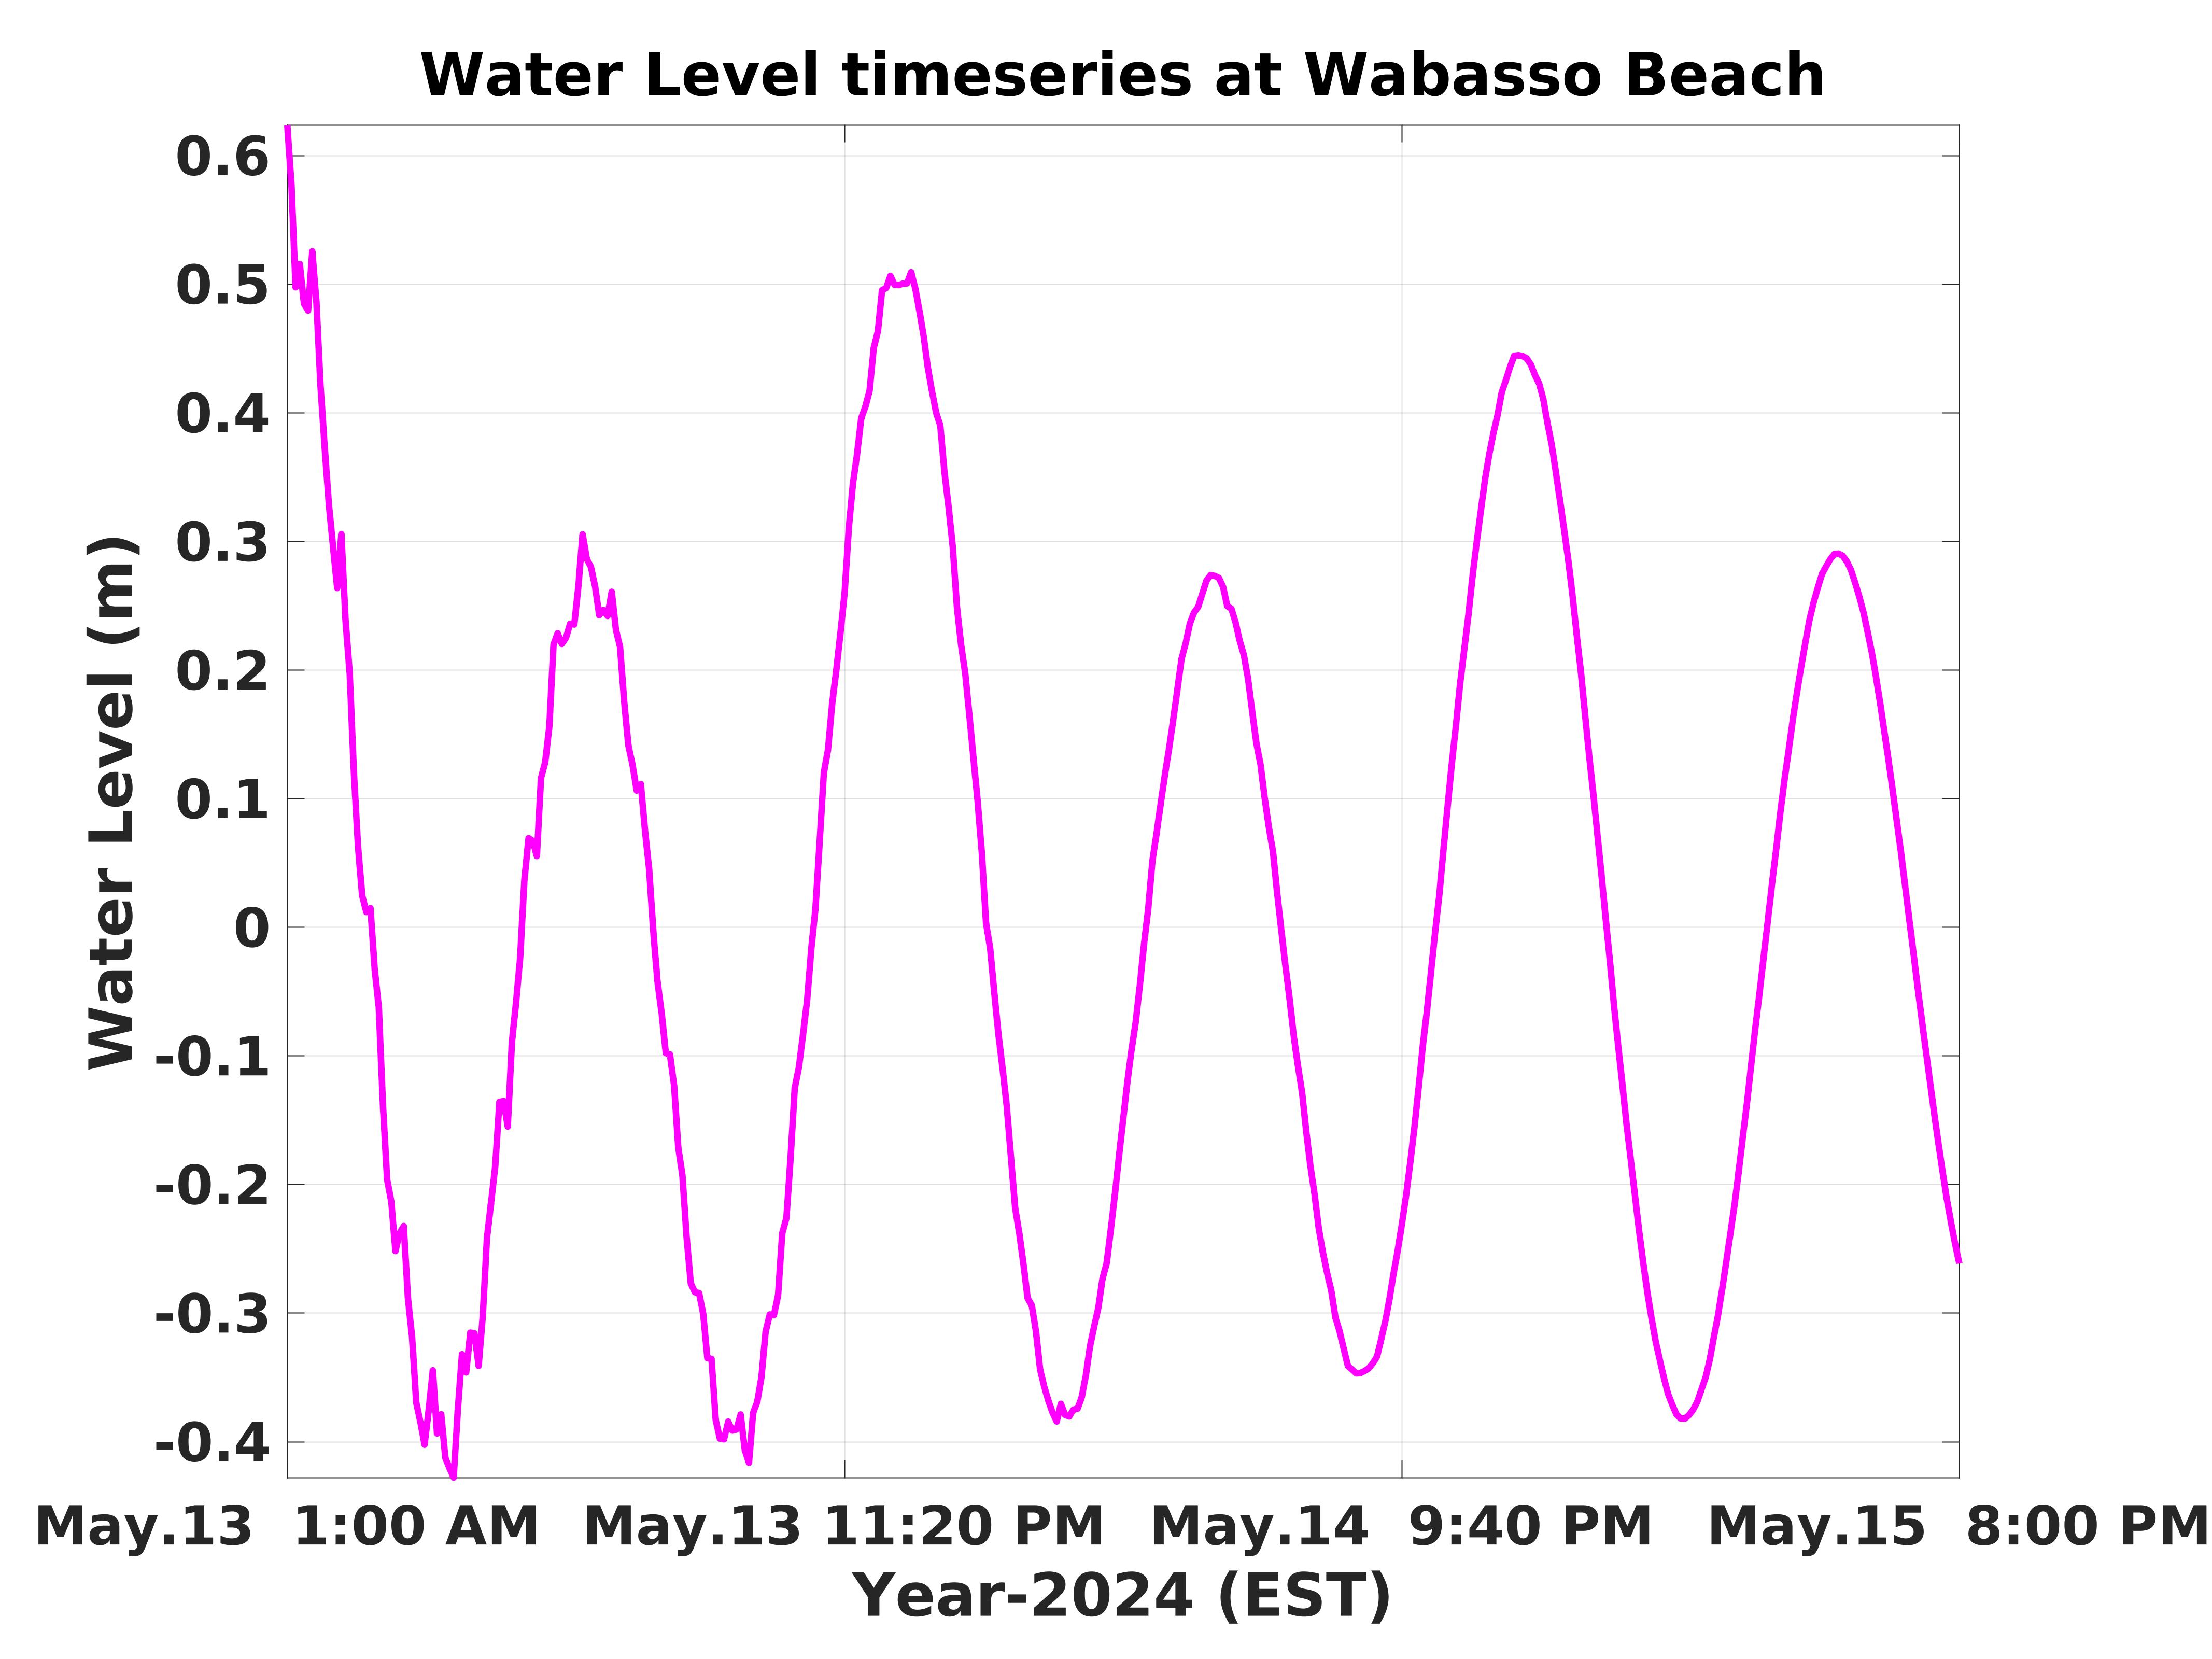 Water Level timeseries at Wabasso Beach
Water Level (m)
0.6
0.5
0.4
0.3
0.2
0.1
0
-0.1
-0.2
-0.3
-0.4
May.13 1:00 AM May.13 11:20 PM May.14 9:40 PM May.15 8:00 PM
Year-2024 (EST)